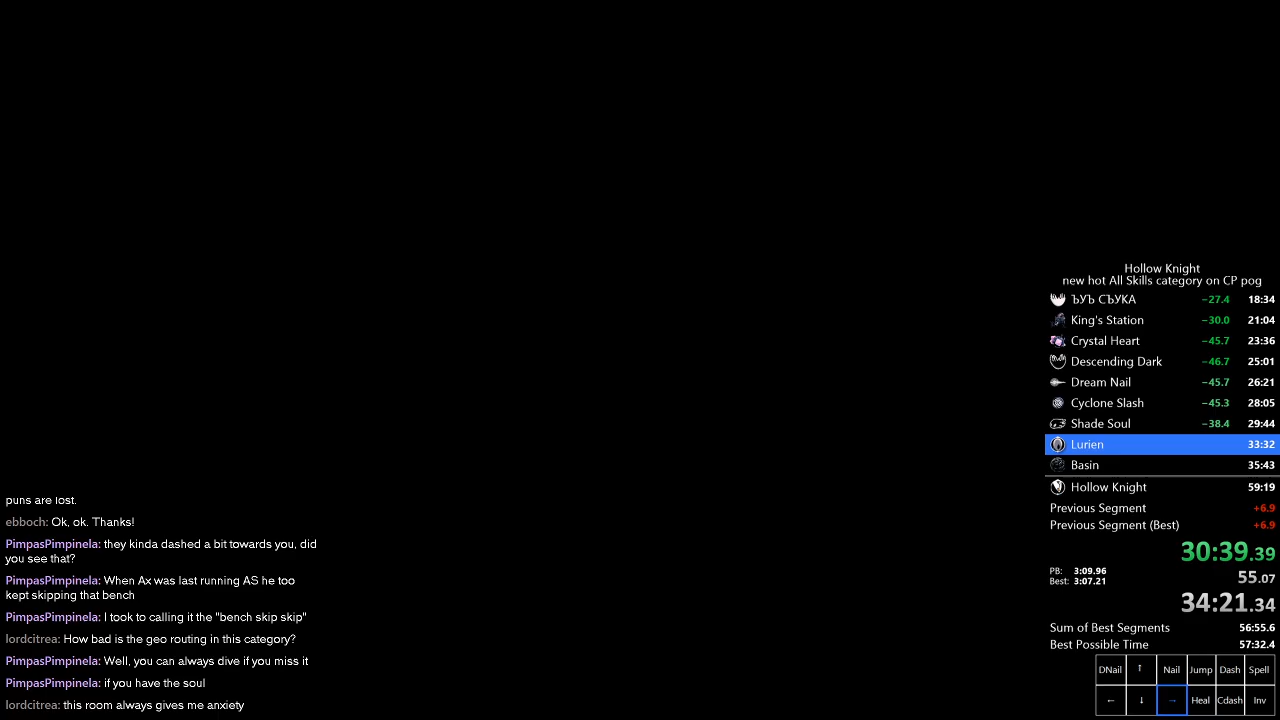 puns are lost.
ebboch: Ok, ok. Thanks!
PimpasPimpinela: they kinda dashed a bit towards you, did
you see that?
PimpasPimpinela: When Ax was last running AS he too
kept skipping that bench
PimpasPimpinela: I took to calling it the "bench skip skip"
lordcitrea: How bad is the geo routing in this category?
PimpasPimpinela: Well, you can always dive if you miss it
PimpasPimpinela: if you have the soul
lordcitrea: this room always gives me anxiety
Hollow Knight
new hot All Skills category on CP pog
ЪУЪ СЪУКА −27.4 18:34
King's Station −30.0 21:04
Crystal Heart −45.7 23:36
Descending Dark −46.7 25:01
Dream Nail −45.7 26:21
Cyclone Slash −45.3 28:05
Shade Soul −38.4 29:44
Lurien 33:32
Basin 35:43
Hollow Knight 59:19
Previous Segment +6.9
Previous Segment (Best) +6.9
30:39.39
PB: 3:09.96
Best: 3:07.21
55.07
34:21.34
Sum of Best Segments 56:55.6
Best Possible Time 57:32.4
DNail ↑ Nail Jump Dash Spell
← ↓ → Heal Cdash Inv